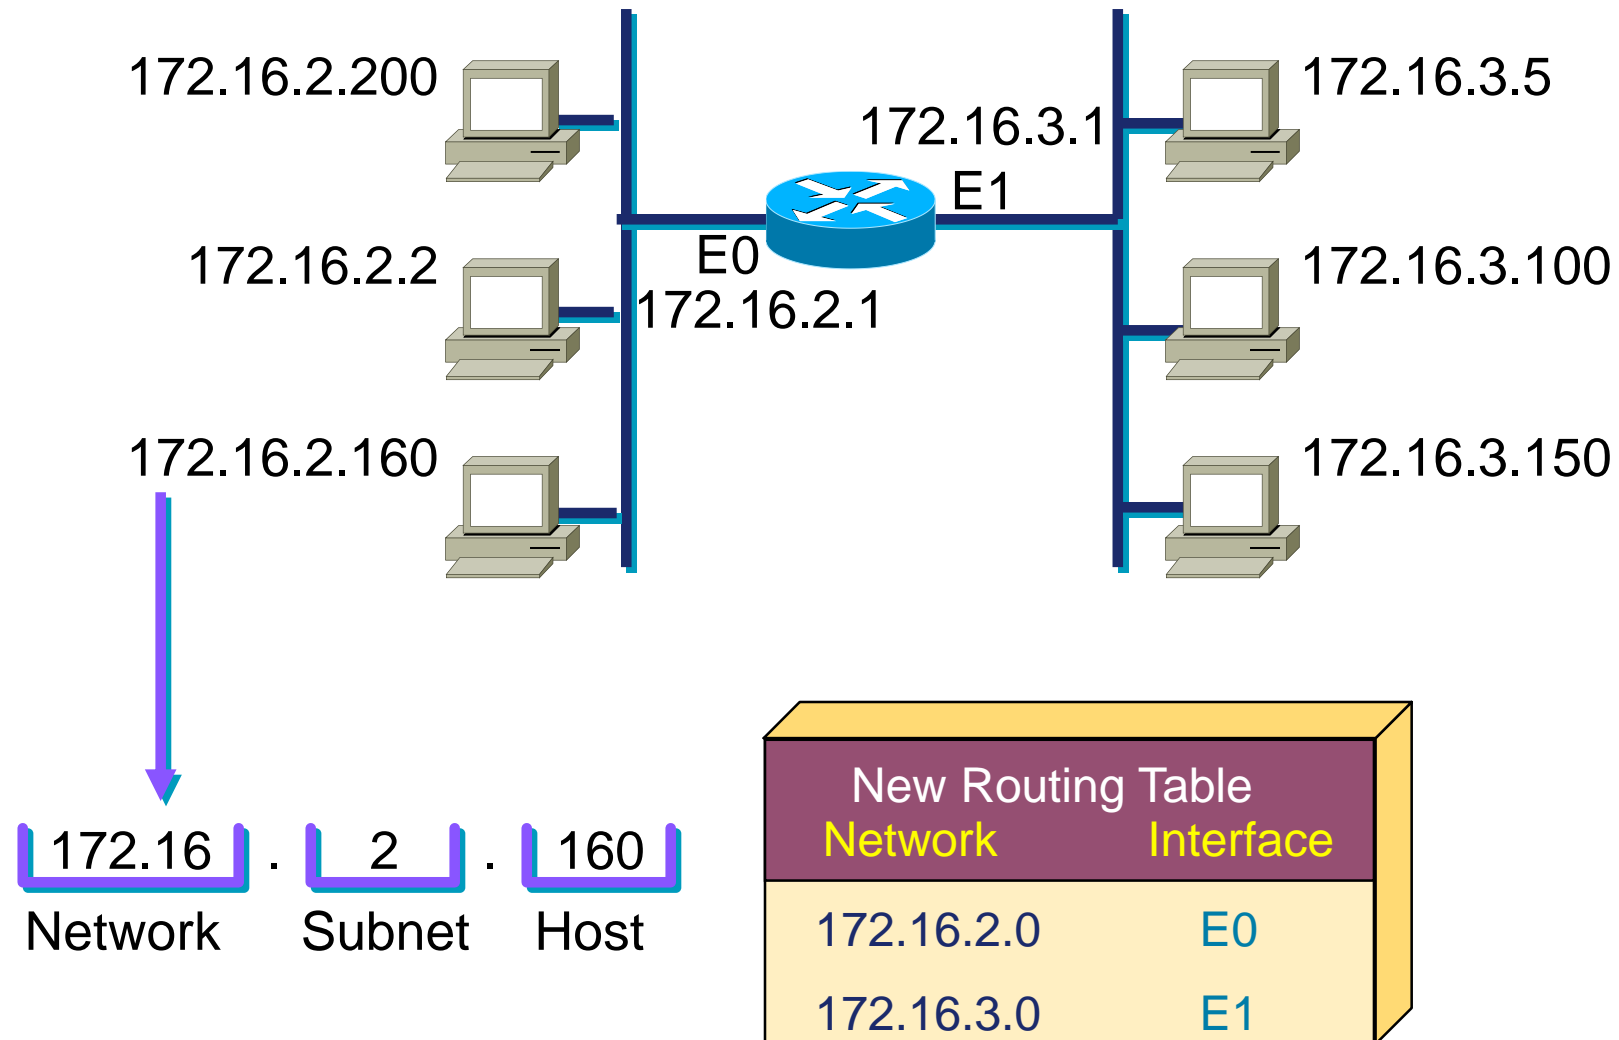 172.16.2.200
172.16.3.5
172.16.3.1
E1
172.16.2.2
E0
172.16.3.100
172.16.2.1
172.16.2.160
172.16.3.150
172.16 . 2 . 160
Network Subnet Host
New Routing Table
Network Interface
172.16.2.0 E0
172.16.3.0 E1